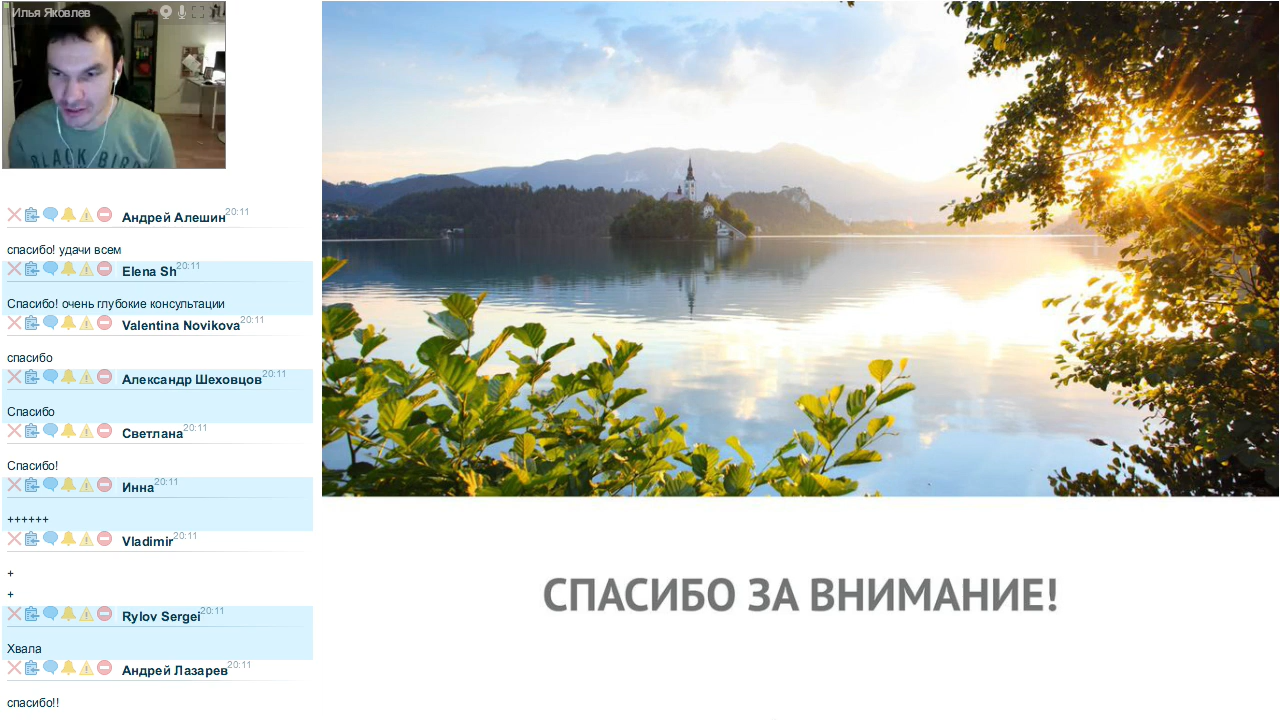 Илья Яковлев
BLACK BIRD
Андрей Алешин 20:11
спасибо! удачи всем
Elena Sh 20:11
Спасибо! очень глубокие консультации
Valentina Novikova 20:11
спасибо
Александр Шеховцов 20:11
Спасибо
Светлана 20:11
Спасибо!
Инна 20:11
++++++
Vladimir 20:11
+
+
Rylov Sergei 20:11
Хвала
Андрей Лазарев 20:11
спасибо!!
СПАСИБО ЗА ВНИМАНИЕ!